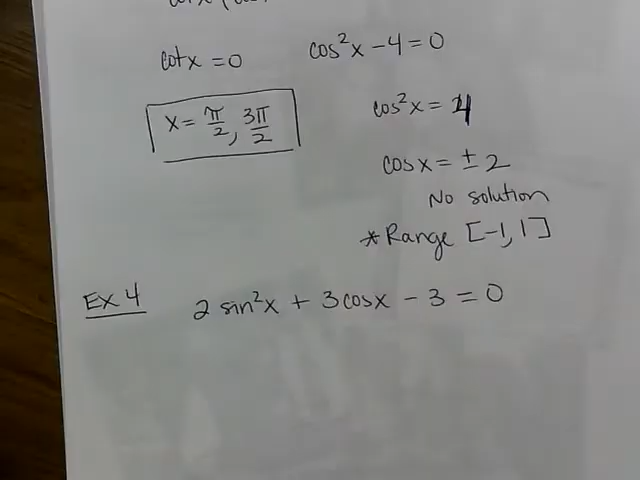 cot x = 0
cos²x - 4 = 0
x = π/2, 3π/2
cos²x = 4
cos x = ± 2
No solution
*Range [-1, 1]
Ex 4
2 sin²x + 3 cos x - 3 = 0